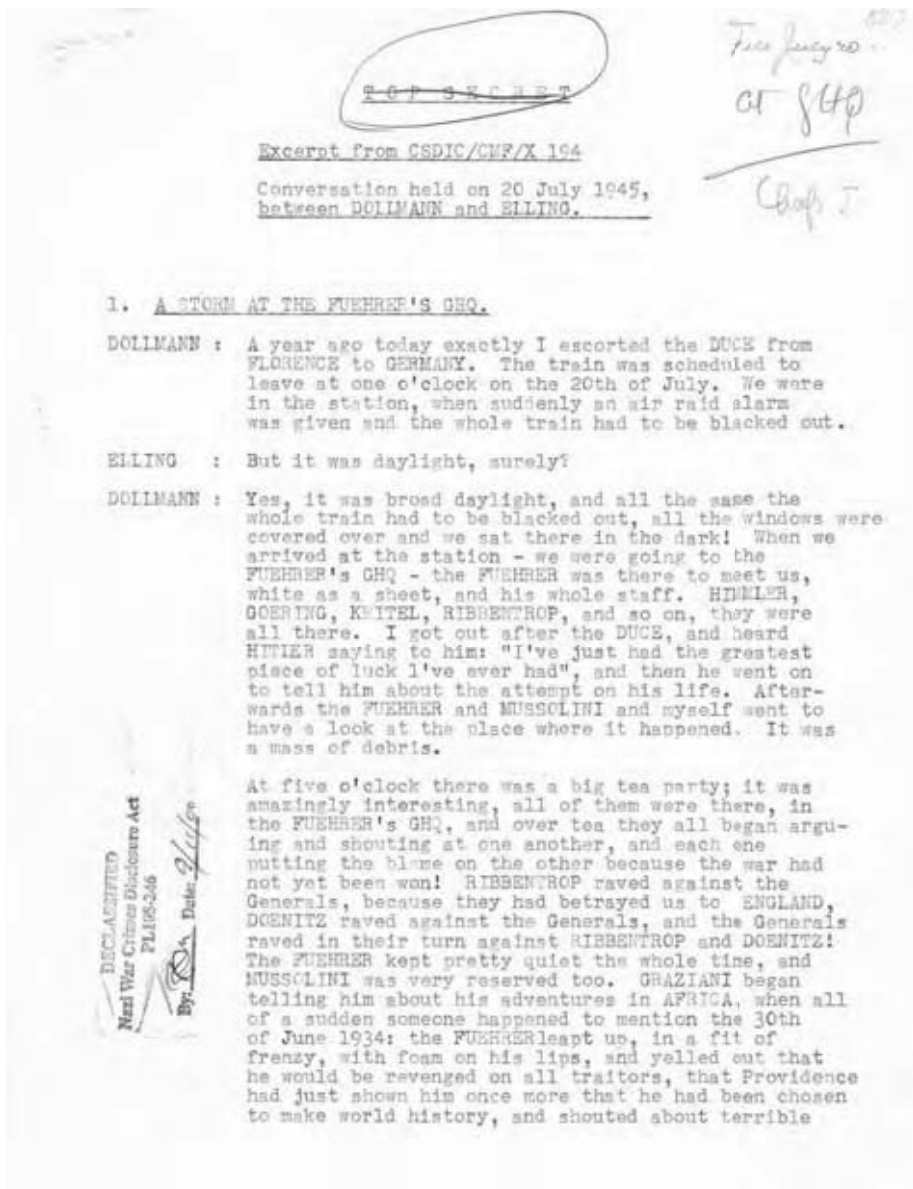 TOP SECRET
at GHQ
Excerpt from CSDIC/CMF/X 194
Conversation held on 20 July 1945,
between DOLLMANN and ELLING.
1. A STORM AT THE FUEHRER'S GHQ.
DOLLMANN : A year ago today exactly I escorted the DUCE from
FLORENCE to GERMANY. The train was scheduled to
leave at one o'clock on the 20th of July. We were
in the station, when suddenly an air raid alarm
was given and the whole train had to be blacked out.
ELLING : But it was daylight, surely?
DOLLMANN : Yes, it was broad daylight, and all the same the
whole train had to be blacked out, all the windows were
covered over and we sat there in the dark! When we
arrived at the station - we were going to the
FUEHRER's GHQ - the FUEHRER was there to meet us,
white as a sheet, and his whole staff. HIMMLER,
GOERING, KEITEL, RIBBENTROP, and so on, they were
all there. I got out after the DUCE, and heard
HITLER saying to him: "I've just had the greatest
piece of luck I've ever had", and then he went on
to tell him about the attempt on his life. After-
wards the FUEHRER and MUSSOLINI and myself went to
have a look at the place where it happened. It was
a mass of debris.
At five o'clock there was a big tea party; it was
amazingly interesting, all of them were there, in
the FUEHRER's GHQ, and over tea they all began argu-
ing and shouting at one another, and each one
putting the blame on the other because the war had
not yet been won! RIBBENTROP raved against the
Generals, because they had betrayed us to ENGLAND,
DOENITZ raved against the Generals, and the Generals
raved in their turn against RIBBENTROP and DOENITZ!
The FUEHRER kept pretty quiet the whole time, and
MUSSOLINI was very reserved too. GRAZIANI began
telling him about his adventures in AFRICA, when all
of a sudden someone happened to mention the 30th
of June 1934: the FUEHRER leapt up, in a fit of
frenzy, with foam on his lips, and yelled out that
he would be revenged on all traitors, that Providence
had just shown him once more that he had been chosen
to make world history, and shouted about terrible
DECLASSIFIED
Nazi War Crimes Disclosure Act
PL105-246
By: Date: